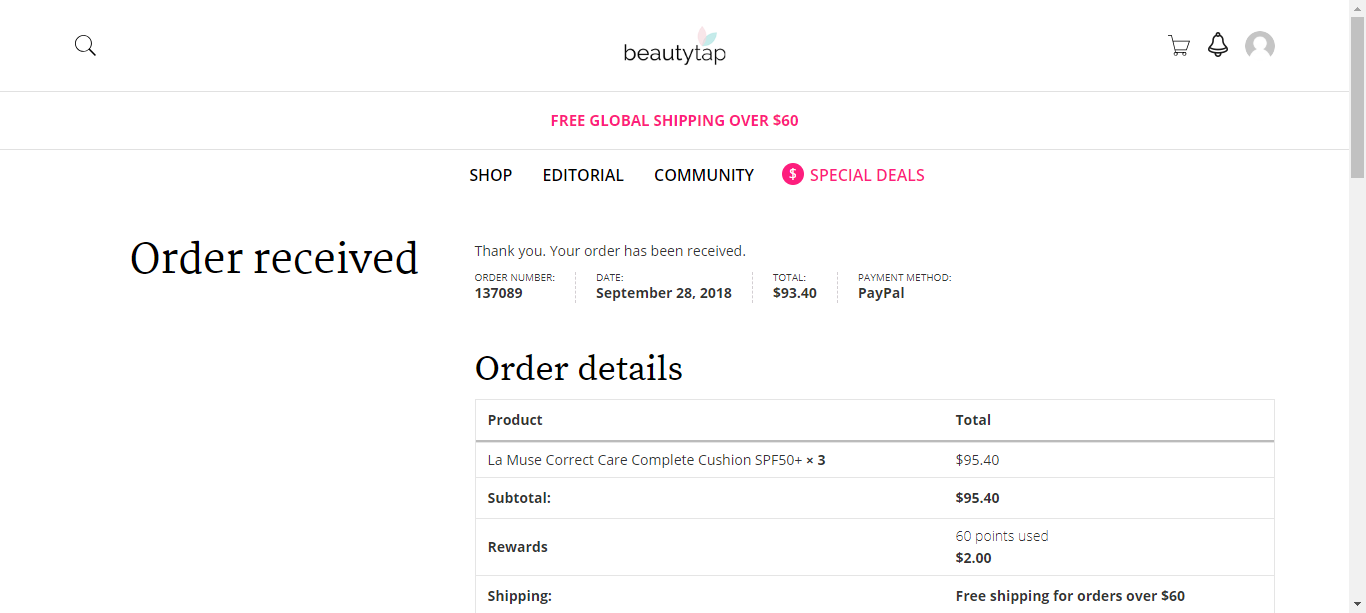 beautytap
FREE GLOBAL SHIPPING OVER $60
SHOP EDITORIAL COMMUNITY $ SPECIAL DEALS
Order received
Thank you. Your order has been received.
ORDER NUMBER: DATE: TOTAL: PAYMENT METHOD:
137089 September 28, 2018 $93.40 PayPal
Order details
Product Total
La Muse Correct Care Complete Cushion SPF50+ × 3 $95.40
Subtotal: $95.40
Rewards 60 points used
$2.00
Shipping: Free shipping for orders over $60